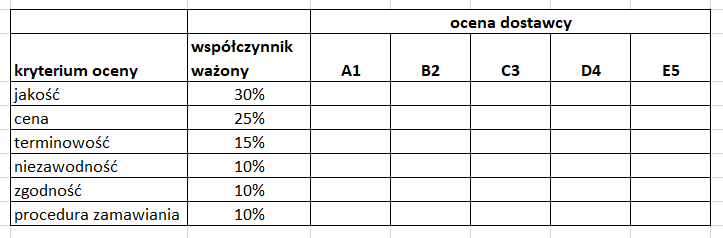 ocena dostawcy
kryterium oceny współczynnik ważony A1 B2 C3 D4 E5
jakość 30%
cena 25%
terminowość 15%
niezawodność 10%
zgodność 10%
procedura zamawiania 10%